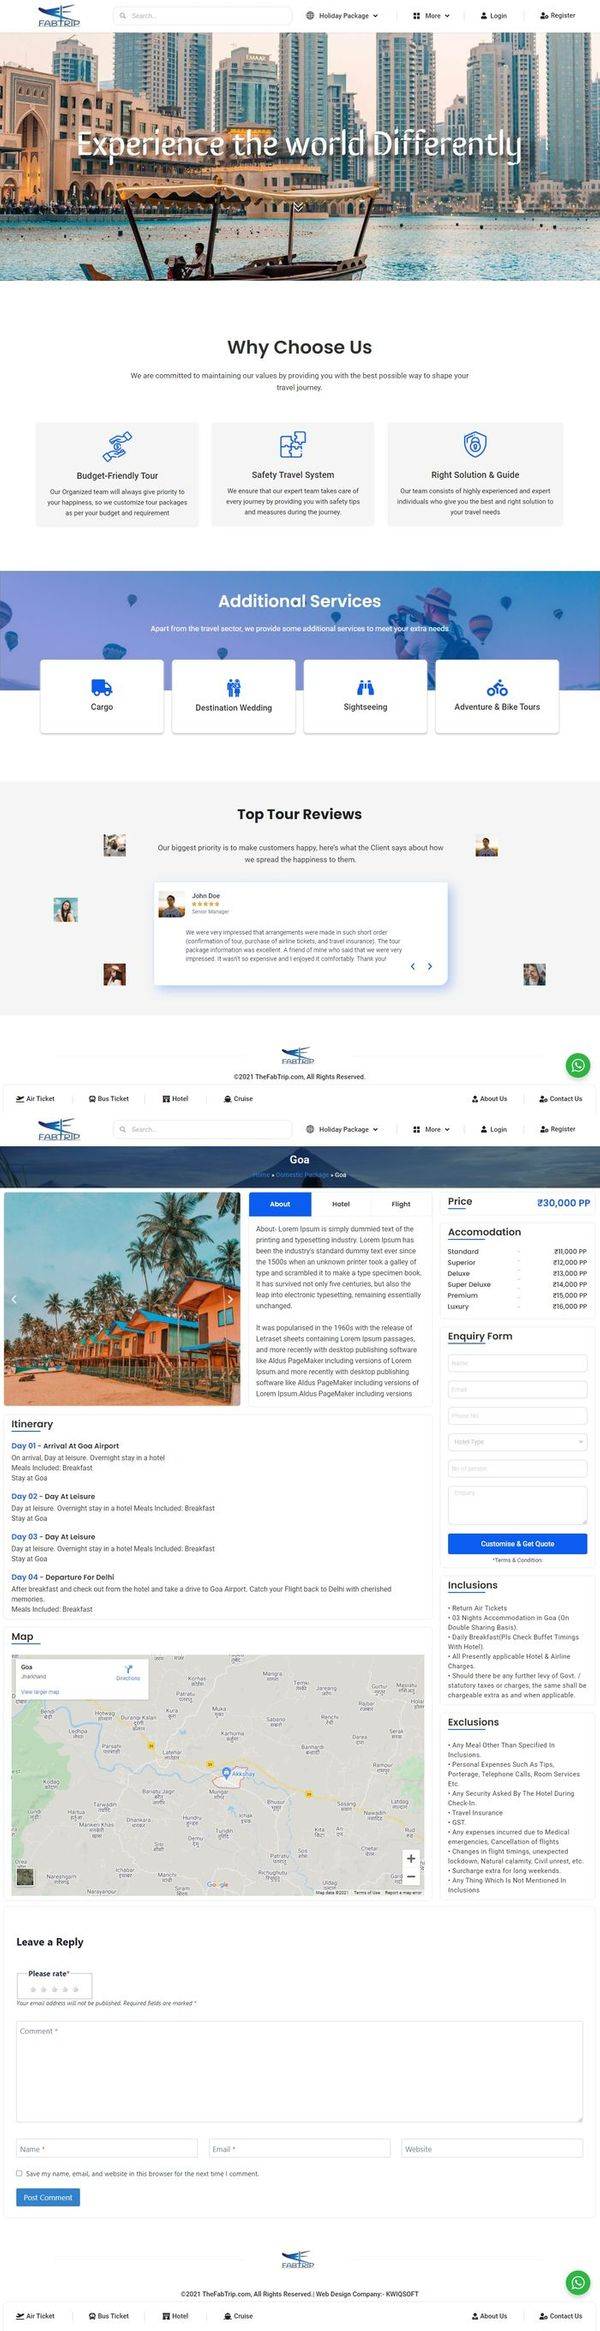 FABTRIP
Search...
Holiday Package
More
Login
Register
EMAAR
Experience the world Differently
Why Choose Us
We are committed to maintaining our values by providing you with the best possible way to shape your
travel journey.
Budget-Friendly Tour
Our Organized team will always give priority to
your happiness, so we customize tour packages
as per your budget and requirement
Safety Travel System
We ensure that our expert team takes care of
every journey by providing you with safety tips
and measures during the journey.
Right Solution & Guide
Our team consists of highly experienced and expert
individuals who give you the best and right solution to
your travel needs
Additional Services
Apart from the travel sector, we provide some additional services to meet your extra needs
Cargo
Destination Wedding
Sightseeing
Adventure & Bike Tours
Top Tour Reviews
Our biggest priority is to make customers happy, here's what the Client says about how
we spread the happiness to them.
John Doe
Senior Manager
We were very impressed that arrangements were made in such short order
(confirmation of tour, purchase of airline tickets, and travel insurance). The tour
package information was excellent. A friend of mine who said that we were very
impressed. It wasn't so expensive and I enjoyed it comfortably. Thank you!
FABTRIP
©2021 TheFabTrip.com, All Rights Reserved.
Air Ticket
Bus Ticket
Hotel
Cruise
About Us
Contact Us
FABTRIP
Search...
Holiday Package
More
Login
Register
Goa
Home » Domestic Package » Goa
About
Hotel
Flight
About- Lorem Ipsum is simply dummied text of the
printing and typesetting industry. Lorem Ipsum has
been the industry's standard dummy text ever since
the 1500s when an unknown printer took a galley of
type and scrambled it to make a type specimen book.
It has survived not only five centuries, but also the
leap into electronic typesetting, remaining essentially
unchanged.
It was popularised in the 1960s with the release of
Letraset sheets containing Lorem Ipsum passages,
and more recently with desktop publishing software
like Aldus PageMaker including versions of Lorem
Ipsum and more recently with desktop publishing
software like Aldus PageMaker including versions of
Lorem Ipsum.Aldus PageMaker including versions
Price
₹30,000 PP
Accomodation
Standard - ₹11,000 PP
Superior - ₹12,000 PP
Deluxe - ₹13,000 PP
Super Deluxe - ₹14,000 PP
Premium - ₹15,000 PP
Luxury - ₹16,000 PP
Enquiry Form
Name
Email
Phone No.
Hotel Type
No of person
Enquiry
Customise & Get Quote
*Terms & Condition
Itinerary
Day 01 - Arrival At Goa Airport
On arrival, Day at leisure. Overnight stay in a hotel
Meals Included: Breakfast
Stay at Goa
Day 02 - Day At Leisure
Day at leisure. Overnight stay in a hotel Meals Included: Breakfast
Stay at Goa
Day 03 - Day At Leisure
Day at leisure. Overnight stay in a hotel Meals Included: Breakfast
Stay at Goa
Day 04 - Departure For Delhi
After breakfast and check out from the hotel and take a drive to Goa Airport. Catch your Flight back to Delhi with cherished
memories.
Meals Included: Breakfast
Inclusions
• Return Air Tickets
• 03 Nights Accommodation in Goa (On
Double Sharing Basis).
• Daily Breakfast(Pls Check Buffet Timings
With Hotel).
• All Presently applicable Hotel & Airline
Charges.
• Should there be any further levy of Govt. /
statutory taxes or charges, the same shall be
chargeable extra as and when applicable.
Map
Goa
Jharkhand
Directions
View larger map
Akkshay
Google
Map data ©2021
Terms of Use
Report a map error
Exclusions
• Any Meal Other Than Specified In
Inclusions.
• Personal Expenses Such As Tips,
Porterage, Telephone Calls, Room Services
Etc.
• Any Security Asked By The Hotel During
Check-In.
• Travel Insurance
• GST.
• Any expenses incurred due to Medical
emergencies, Cancellation of flights
• Changes in flight timings, unexpected
lockdown, Natural calamity, Civil unrest, etc.
• Surcharge extra for long weekends.
• Any Thing Which Is Not Mentioned In
Inclusions
Leave a Reply
Please rate*
Your email address will not be published. Required fields are marked *
Comment *
Name *
Email *
Website
Save my name, email, and website in this browser for the next time I comment.
Post Comment
FABTRIP
©2021 TheFabTrip.com, All Rights Reserved.| Web Design Company:- KWIQSOFT
Air Ticket
Bus Ticket
Hotel
Cruise
About Us
Contact Us